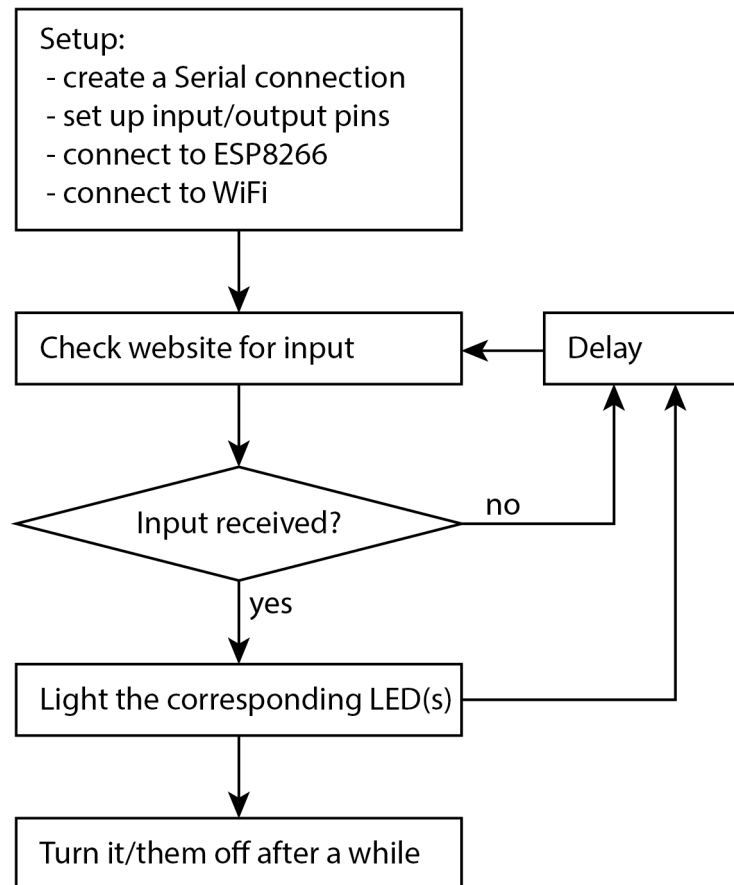 Setup:
- create a Serial connection
- set up input/output pins
- connect to ESP8266
- connect to WiFi
Check website for input
Delay
Input received?
no
yes
Light the corresponding LED(s)
Turn it/them off after a while